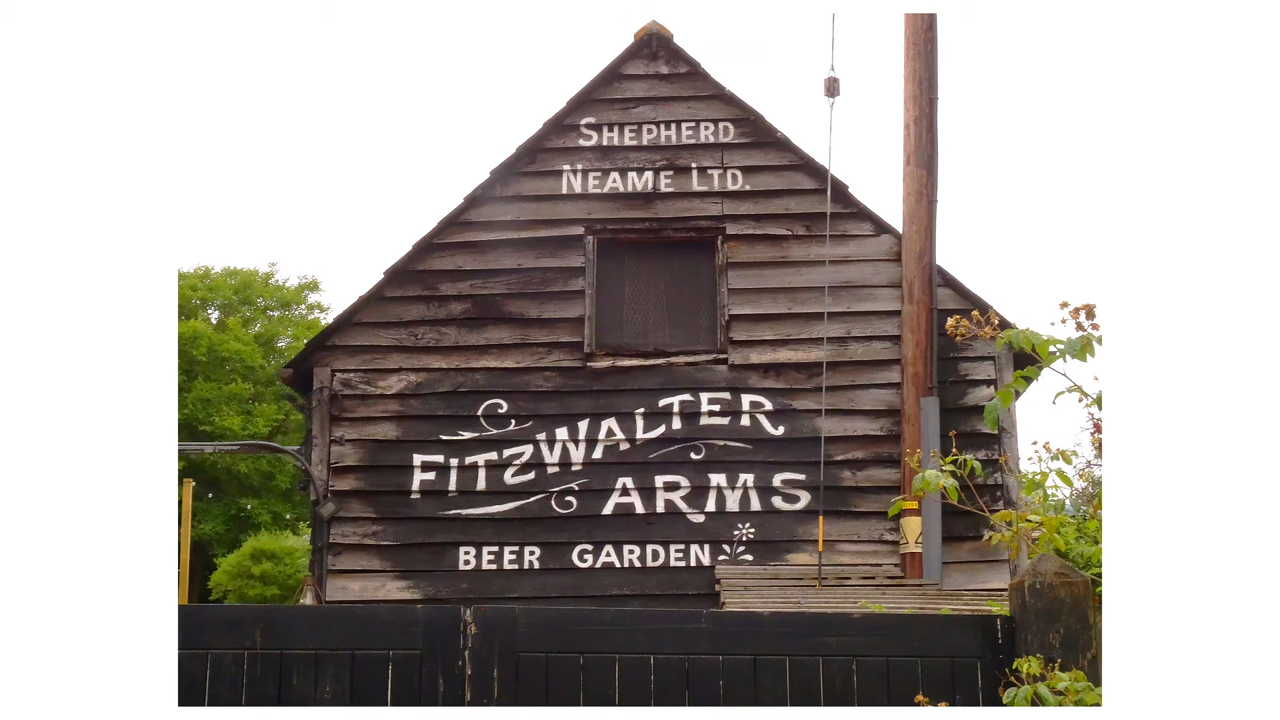 SHEPHERD
NEAME LTD.
FITZWALTER
ARMS
BEER GARDEN